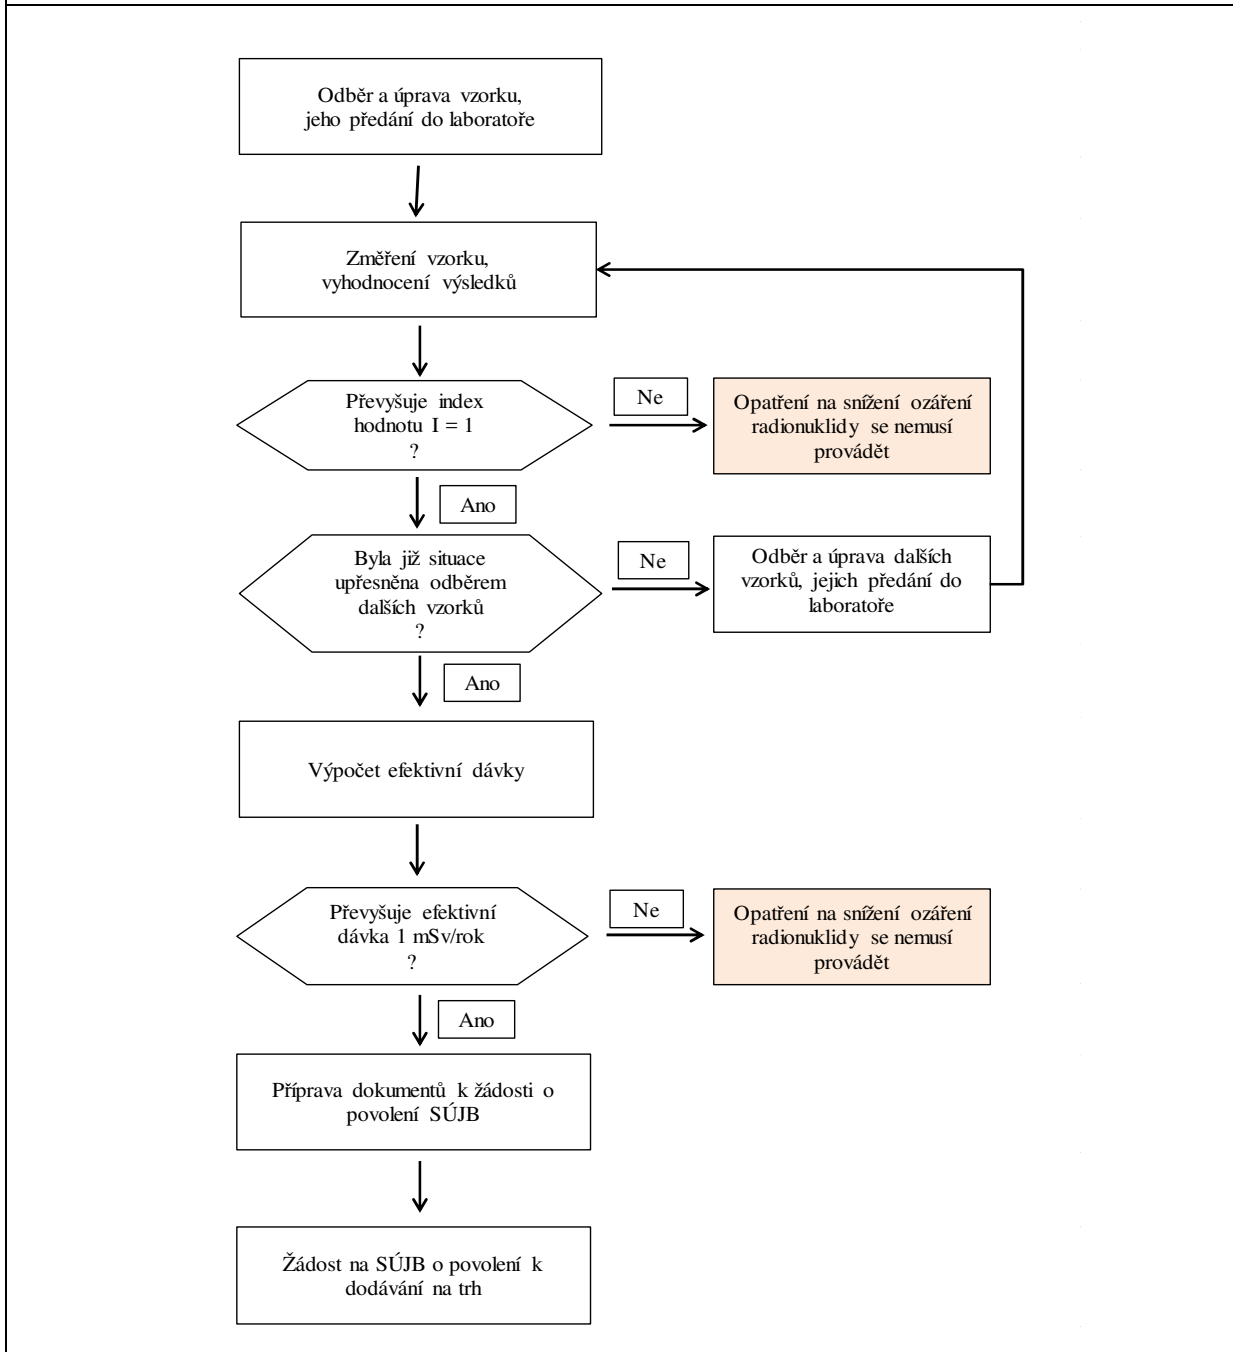 Odběr a úprava vzorku,
jeho předání do laboratoře
Změření vzorku,
vyhodnocení výsledků
Převyšuje index
hodnotu I = 1
?
Ne
Opatření na snížení ozáření
radionuklidy se nemusí
provádět
Ano
Byla již situace
upřesněna odběrem
dalších vzorků
?
Ne
Odběr a úprava dalších
vzorků, jejich předání do
laboratoře
Ano
Výpočet efektivní dávky
Převyšuje efektivní
dávka 1 mSv/rok
?
Ne
Opatření na snížení ozáření
radionuklidy se nemusí
provádět
Ano
Příprava dokumentů k žádosti o
povolení SÚJB
Žádost na SÚJB o povolení k
dodávání na trh